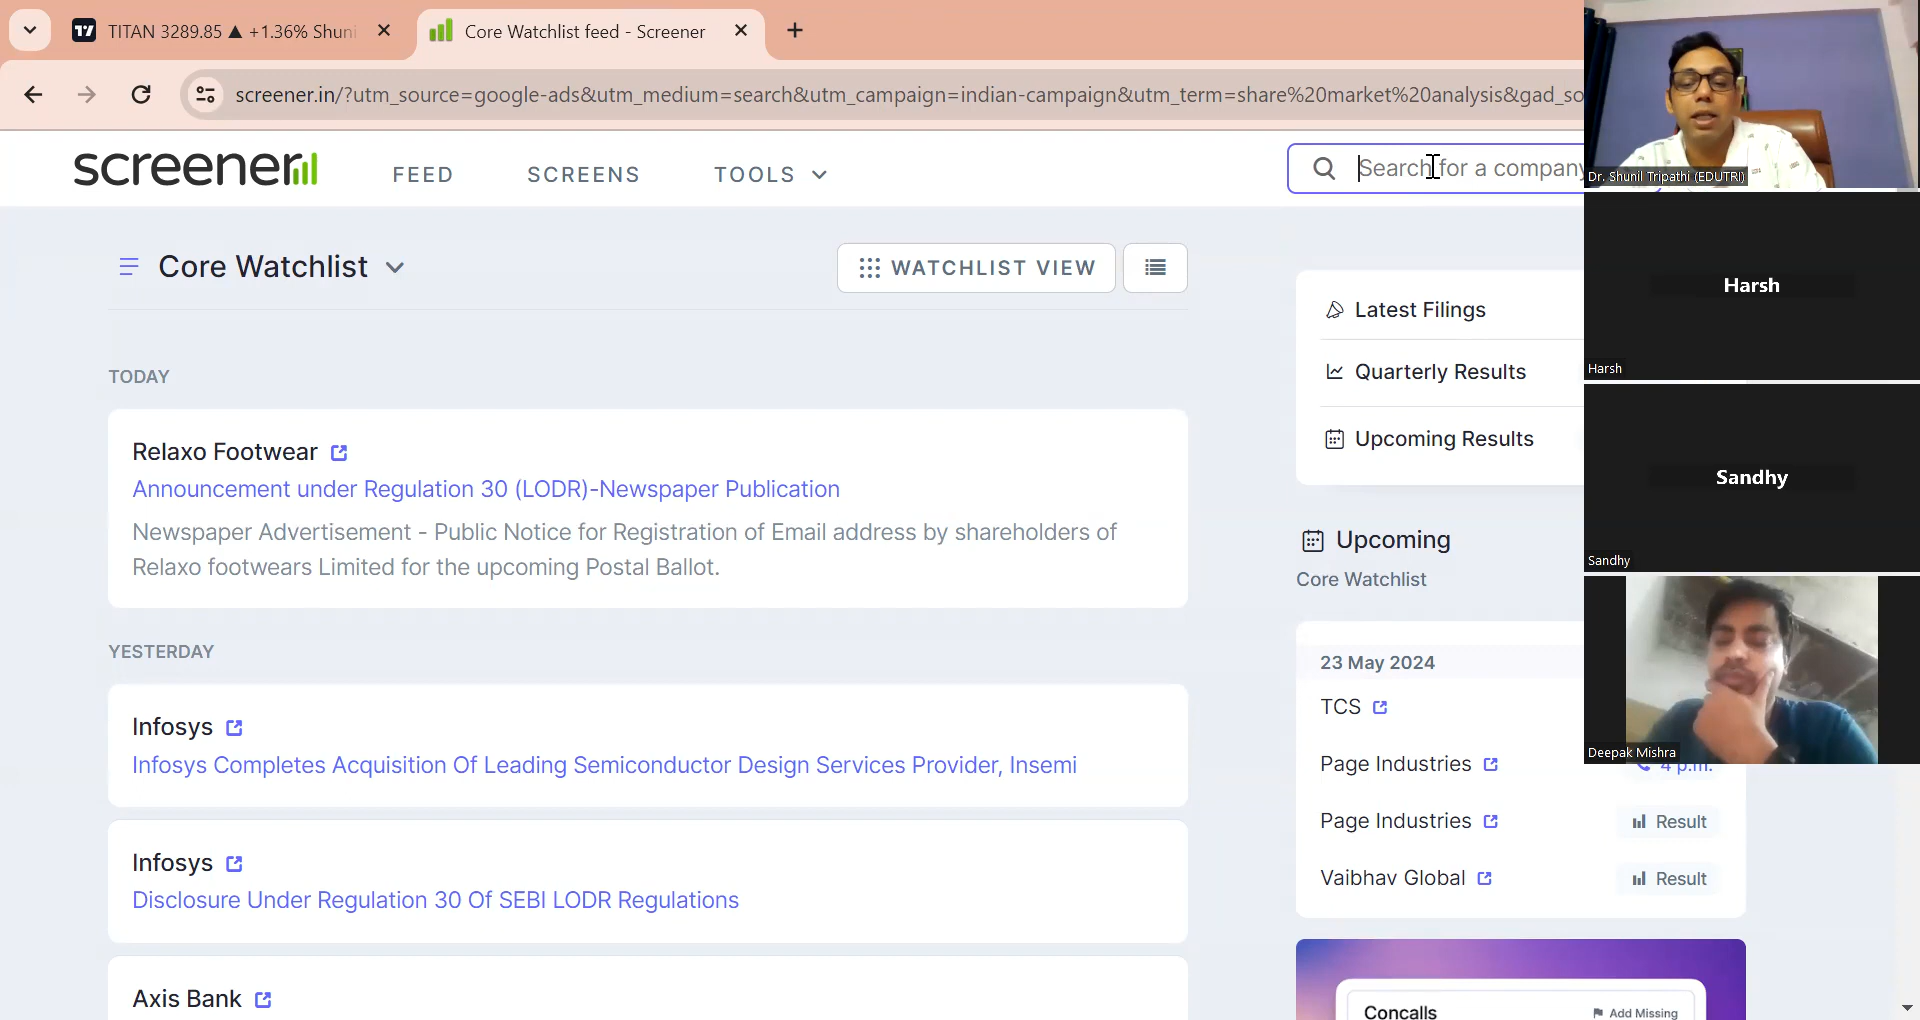 TITAN 3289.85 ▲ +1.36% Shuni
Core Watchlist feed - Screener
screener.in/?utm_source=google-ads&utm_medium=search&utm_campaign=indian-campaign&utm_term=share%20market%20analysis&gad_so
screener
FEED
SCREENS
TOOLS
Search for a company
Core Watchlist
WATCHLIST VIEW
TODAY
Relaxo Footwear
Announcement under Regulation 30 (LODR)-Newspaper Publication
Newspaper Advertisement - Public Notice for Registration of Email address by shareholders of
Relaxo footwears Limited for the upcoming Postal Ballot.
YESTERDAY
Infosys
Infosys Completes Acquisition Of Leading Semiconductor Design Services Provider, Insemi
Infosys
Disclosure Under Regulation 30 Of SEBI LODR Regulations
Axis Bank
Latest Filings
Quarterly Results
Upcoming Results
Upcoming
Core Watchlist
23 May 2024
TCS
Page Industries
4 p.m.
Page Industries
Result
Vaibhav Global
Result
Concalls
Add Missing
Dr. Shunil Tripathi (EDUTRI)
Harsh
Harsh
Sandhy
Sandhy
Deepak Mishra